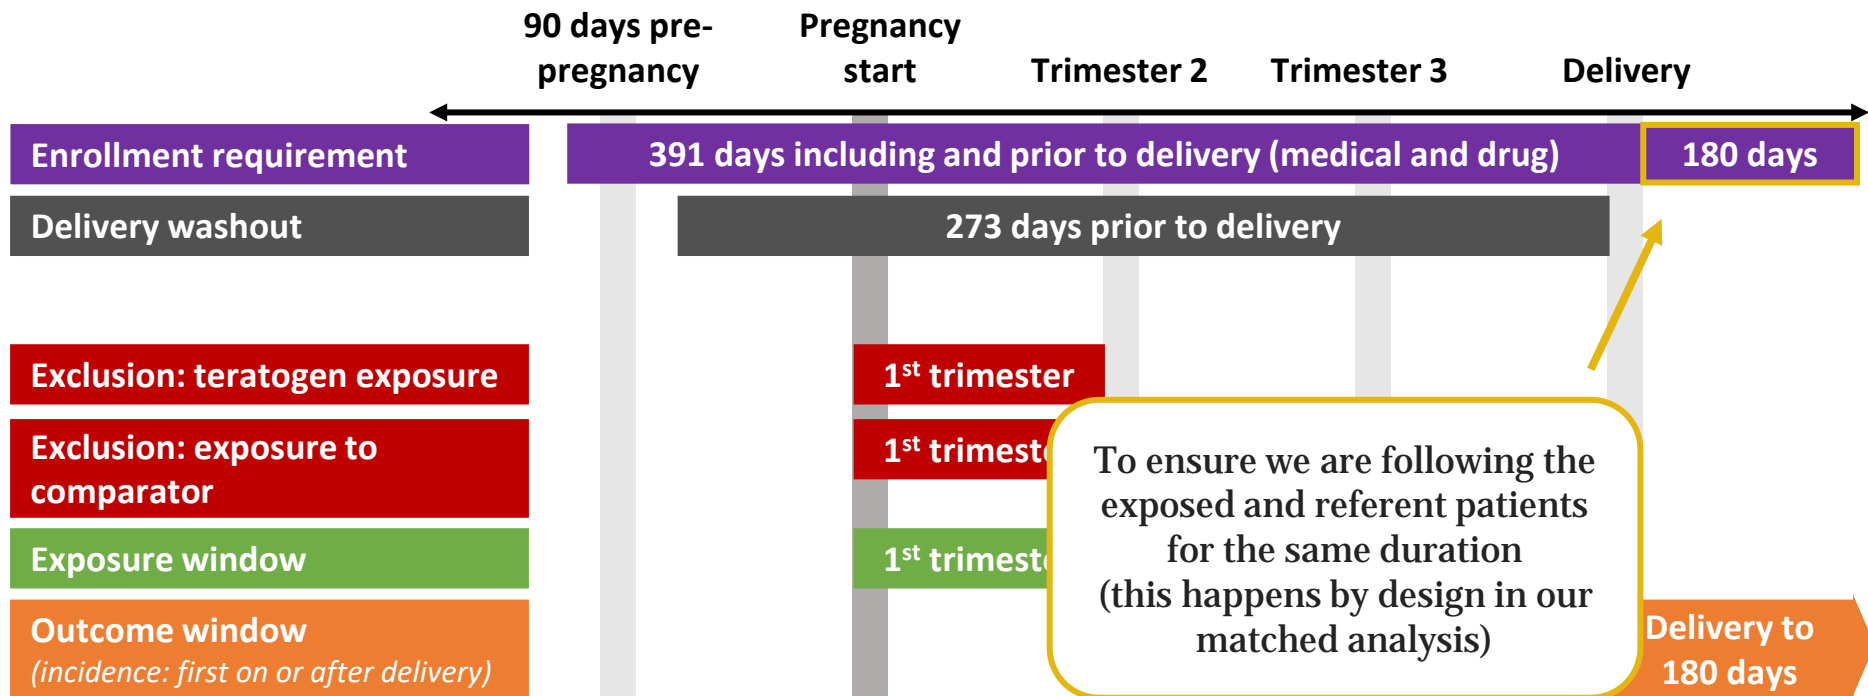 90 days pre-
pregnancy
Pregnancy
start
Trimester 2
Trimester 3
Delivery
Enrollment requirement
391 days including and prior to delivery (medical and drug)
180 days
Delivery washout
273 days prior to delivery
Exclusion: teratogen exposure
1st trimester
Exclusion: exposure to
comparator
1st trimeste
Exposure window
1st trimeste
To ensure we are following the
exposed and referent patients
for the same duration
(this happens by design in our
matched analysis)
Outcome window
(incidence: first on or after delivery)
Delivery to
180 days